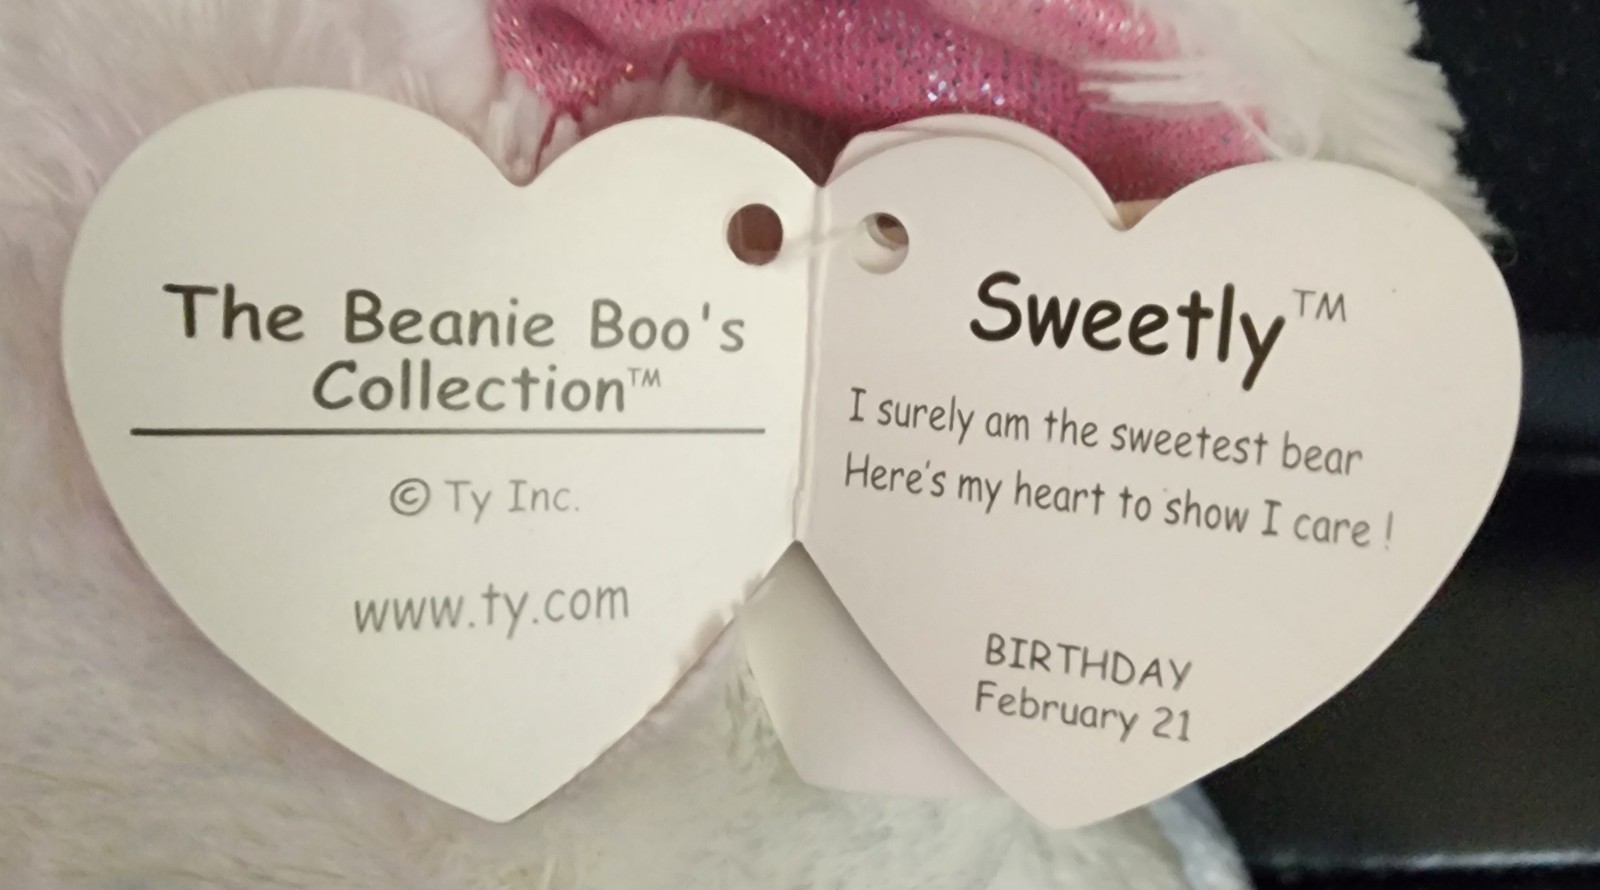 The Beanie Boo's
Collection™
© Ty Inc.
www.ty.com
Sweetly™
I surely am the sweetest bear
Here's my heart to show I care !
BIRTHDAY
February 21